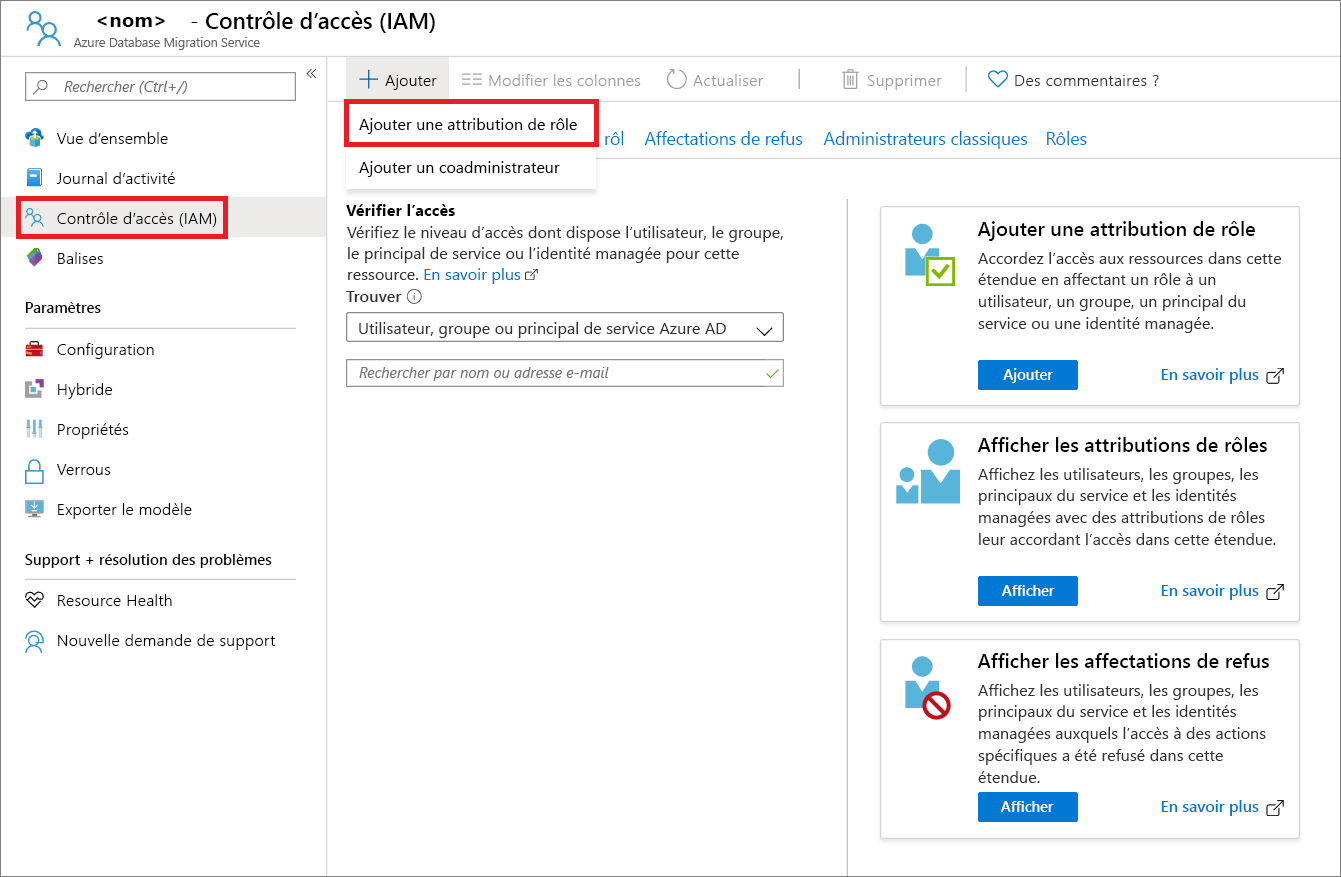 <nom> - Contrôle d'accès (IAM)
Azure Database Migration Service
Rechercher (Ctrl+/)
«
Vue d'ensemble
Journal d'activité
Contrôle d'accès (IAM)
Balises
Paramètres
Configuration
Hybride
Propriétés
Verrous
Exporter le modèle
Support + résolution des problèmes
Resource Health
Nouvelle demande de support
Ajouter
Modifier les colonnes
Actualiser
Supprimer
Des commentaires ?
Ajouter une attribution de rôle
Ajouter un coadministrateur
rôl
Affectations de refus
Administrateurs classiques
Rôles
Vérifier l'accès
Vérifiez le niveau d'accès dont dispose l'utilisateur, le groupe,
le principal de service ou l'identité managée pour cette
ressource. En savoir plus
Trouver
Utilisateur, groupe ou principal de service Azure AD
Rechercher par nom ou adresse e-mail
Ajouter une attribution de rôle
Accordez l'accès aux ressources dans cette
étendue en affectant un rôle à un
utilisateur, un groupe, un principal du
service ou une identité managée.
Ajouter
En savoir plus
Afficher les attributions de rôles
Affichez les utilisateurs, les groupes, les
principaux du service et les identités
managées avec des attributions de rôles
leur accordant l'accès dans cette étendue.
Afficher
En savoir plus
Afficher les affectations de refus
Affichez les utilisateurs, les groupes, les
principaux du service et les identités
managées auxquels l'accès à des actions
spécifiques a été refusé dans cette
étendue.
Afficher
En savoir plus